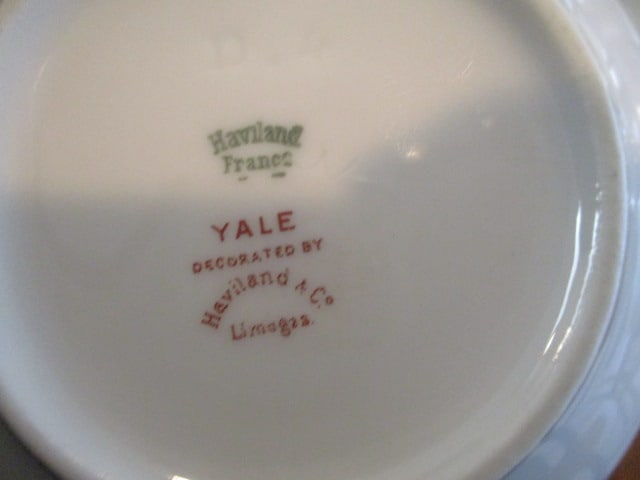 Haviland
France
YALE
DECORATED BY
Haviland & Co
Limoges.